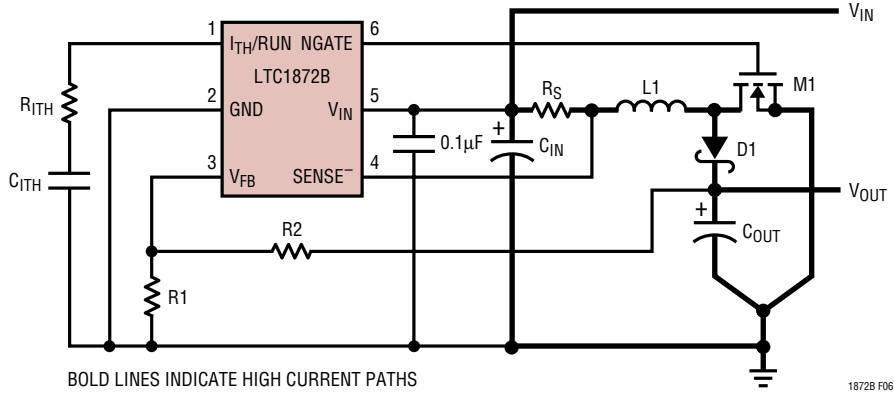 VIN
1
ITH/RUN NGATE
6
LTC1872B
RS
L1
M1
RITH
2
GND
VIN
5
+
0.1µF
CIN
D1
CITH
3
VFB
SENSE–
4
VOUT
+
COUT
R2
R1
BOLD LINES INDICATE HIGH CURRENT PATHS
1872B F06